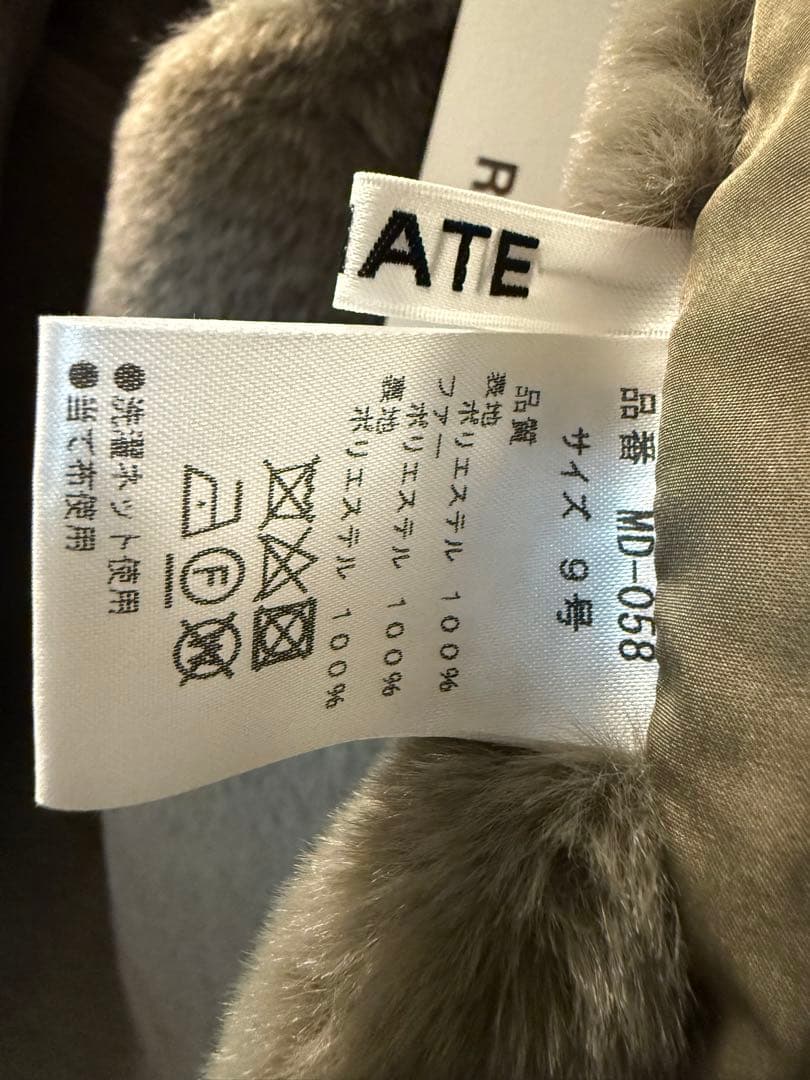 R
ATE
品番 MD-058
サイズ 9号
品質
表地
ポリエステル 100%
ファー
ポリエステル 100%
裏地
ポリエステル 100%
F
W
●洗濯ネット使用
●当て布使用